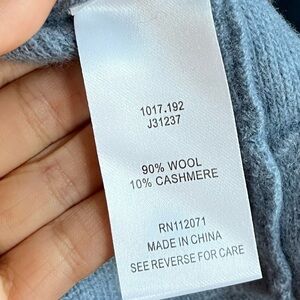 1017.192
J31237
90% WOOL
10% CASHMERE
RN112071
MADE IN CHINA
SEE REVERSE FOR CARE